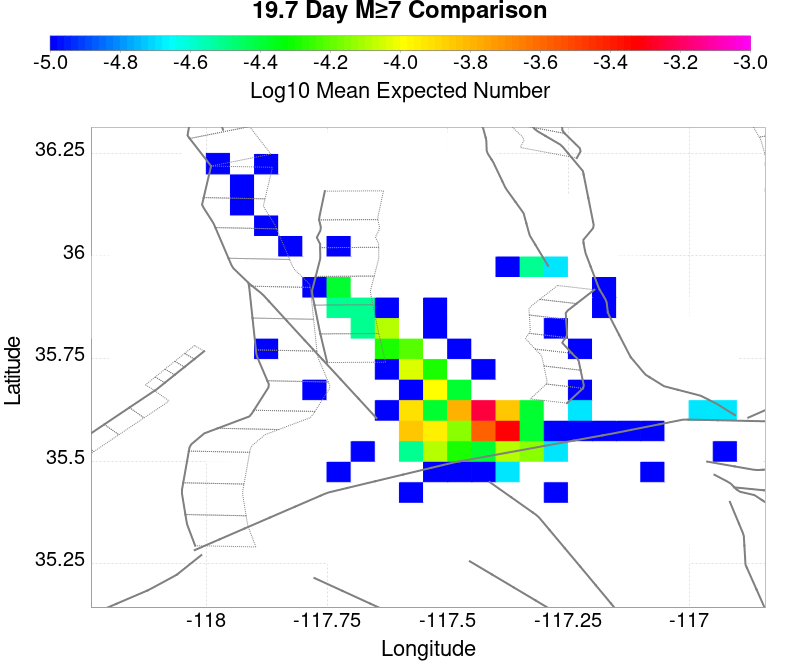 19.7 Day M≥7 Comparison
-5.0 -4.8 -4.6 -4.4 -4.2 -4.0 -3.8 -3.6 -3.4 -3.2 -3.0
Log10 Mean Expected Number
36.25
36
35.75
35.5
35.25
Latitude
-118 -117.75 -117.5 -117.25 -117
Longitude